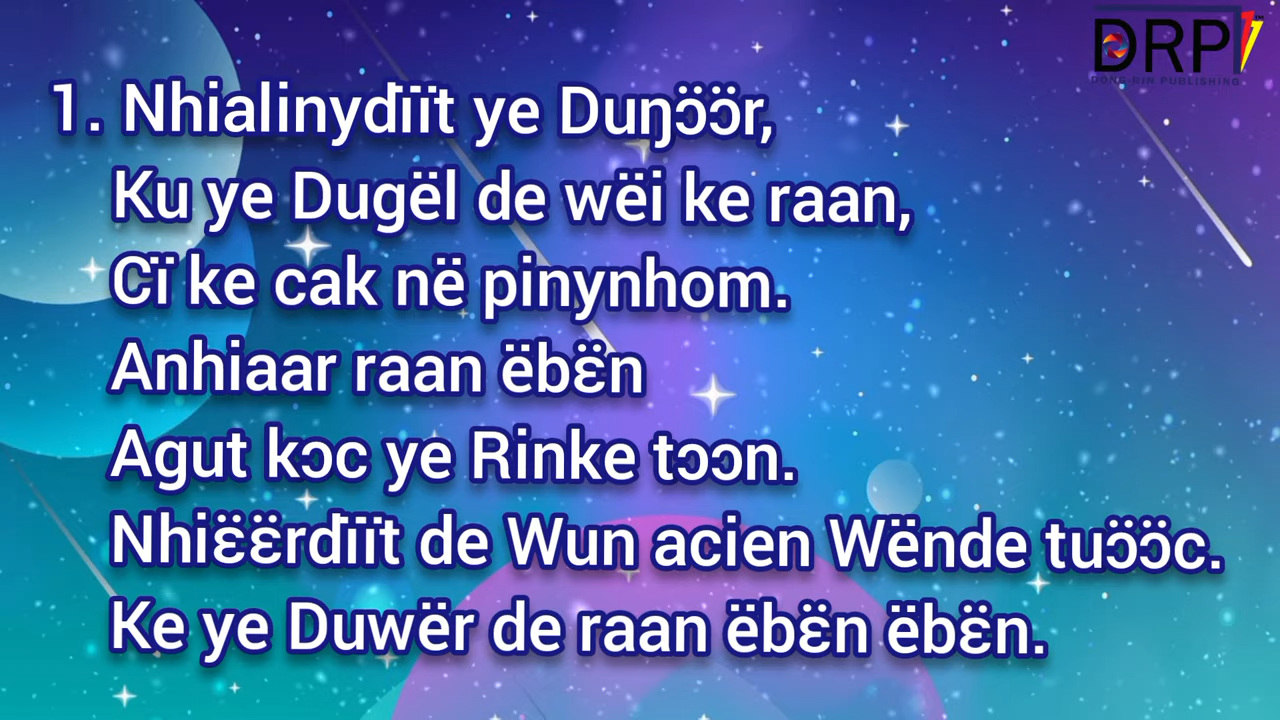 DRP
DONG-RIN PUBLISHING
1. Nhialinydïït ye Duŋɔ̈ɔ̈r,
Ku ye Dugël de wëi ke raan,
Cï ke cak në pinynhom.
Anhiaar raan ëbɛ̈n
Agut kɔc ye Rinke tɔɔn.
Nhiɛ̈ɛ̈rdïït de Wun acien Wënde tuɔ̈ɔ̈c.
Ke ye Duwër de raan ëbɛ̈n ëbɛ̈n.